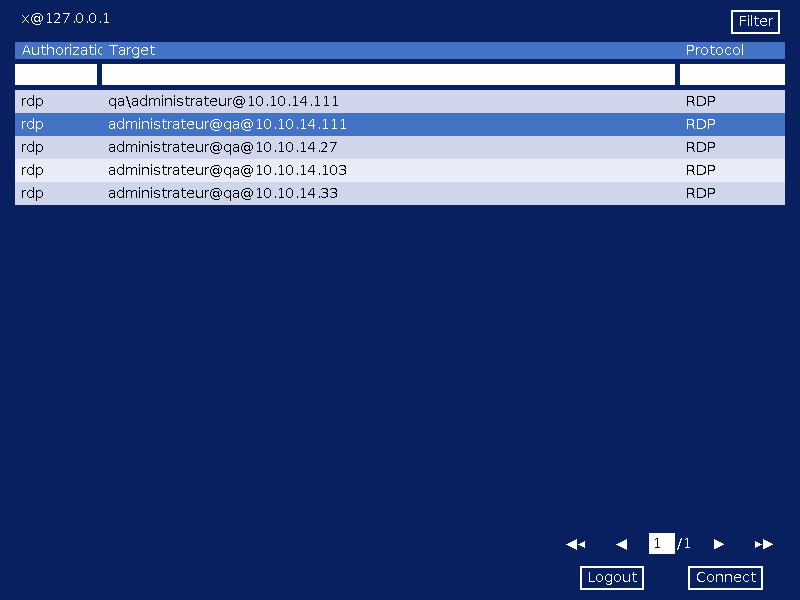 x@127.0.0.1
Filter
Authorizatic Target Protocol
rdp qa\administrateur@10.10.14.111 RDP
rdp administrateur@qa@10.10.14.111 RDP
rdp administrateur@qa@10.10.14.27 RDP
rdp administrateur@qa@10.10.14.103 RDP
rdp administrateur@qa@10.10.14.33 RDP
1 /1
Logout Connect